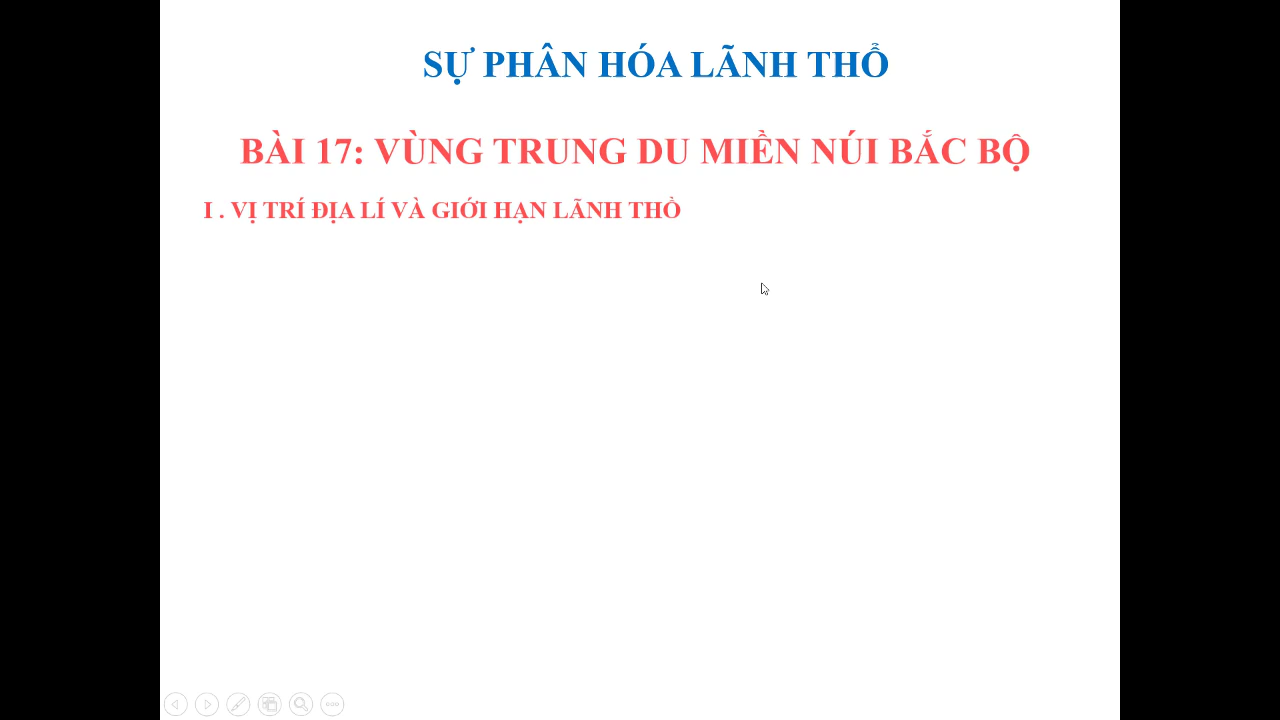 SỰ PHÂN HÓA LÃNH THỔ
BÀI 17: VÙNG TRUNG DU MIỀN NÚI BẮC BỘ
I . VỊ TRÍ ĐỊA LÍ VÀ GIỚI HẠN LÃNH THỔ